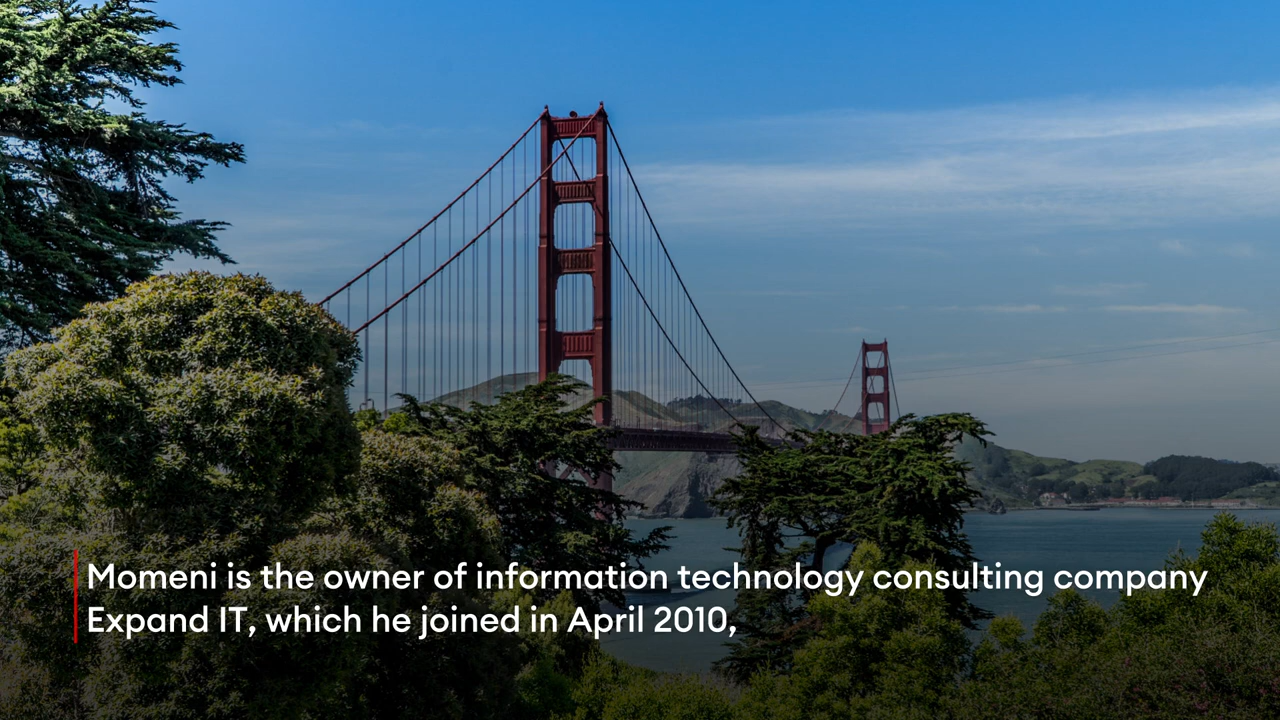 Momeni is the owner of information technology consulting company
Expand IT, which he joined in April 2010,